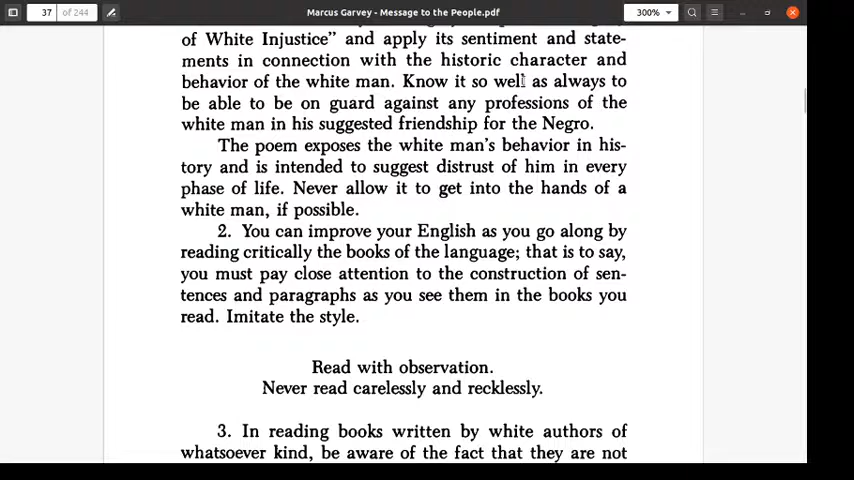 37 of 244
Marcus Garvey - Message to the People.pdf
300%
of White Injustice” and apply its sentiment and state-
ments in connection with the historic character and
behavior of the white man. Know it so well as always to
be able to be on guard against any professions of the
white man in his suggested friendship for the Negro.
The poem exposes the white man’s behavior in his-
tory and is intended to suggest distrust of him in every
phase of life. Never allow it to get into the hands of a
white man, if possible.
2. You can improve your English as you go along by
reading critically the books of the language; that is to say,
you must pay close attention to the construction of sen-
tences and paragraphs as you see them in the books you
read. Imitate the style.
Read with observation.
Never read carelessly and recklessly.
3. In reading books written by white authors of
whatsoever kind, be aware of the fact that they are not